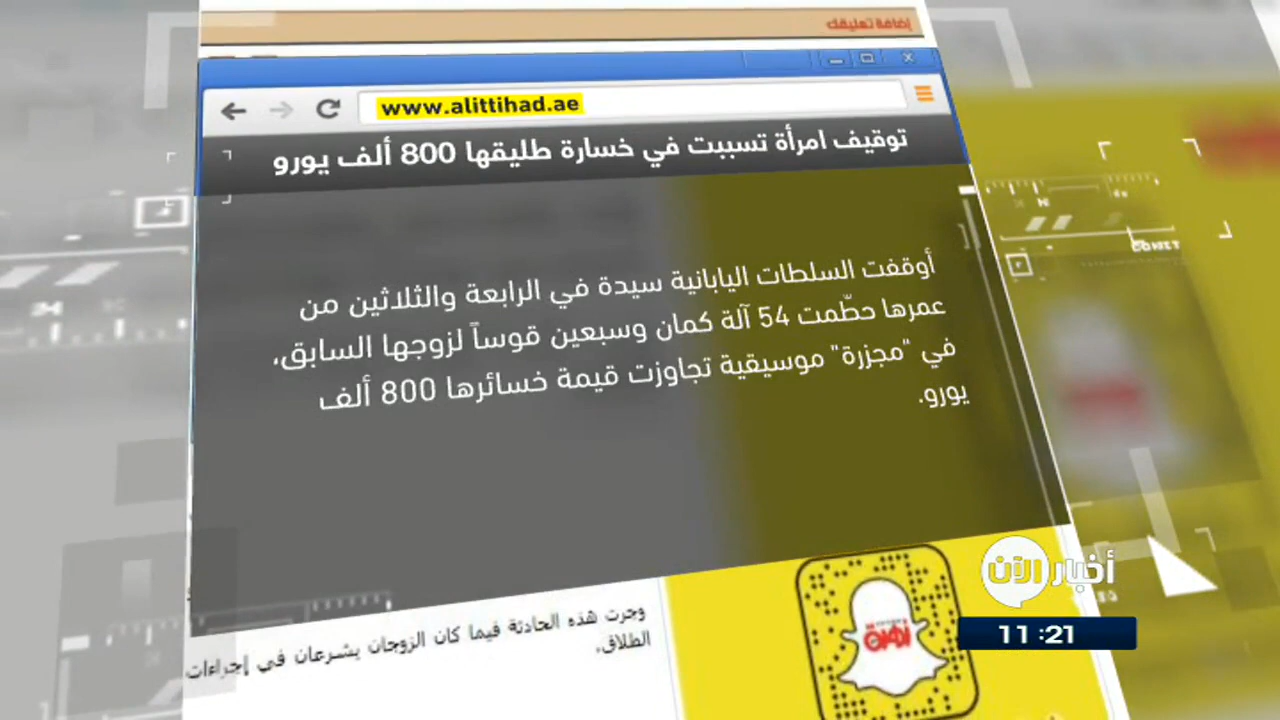 إضافة تعليقك
www.alittihad.ae
توقيف امرأة تسببت في خسارة طليقها 800 ألف يورو
أوقفت السلطات اليابانية سيدة في الرابعة والثلاثين من
عمرها حطّمت 54 آلة كمان وسبعين قوساً لزوجها السابق،
في "مجزرة" موسيقية تجاوزت قيمة خسائرها 800 ألف
يورو.
وجرت هذه الحادثة فيما كان الزوجان يشرعان في إجراءات
الطلاق.
أخبار الآن
11:21